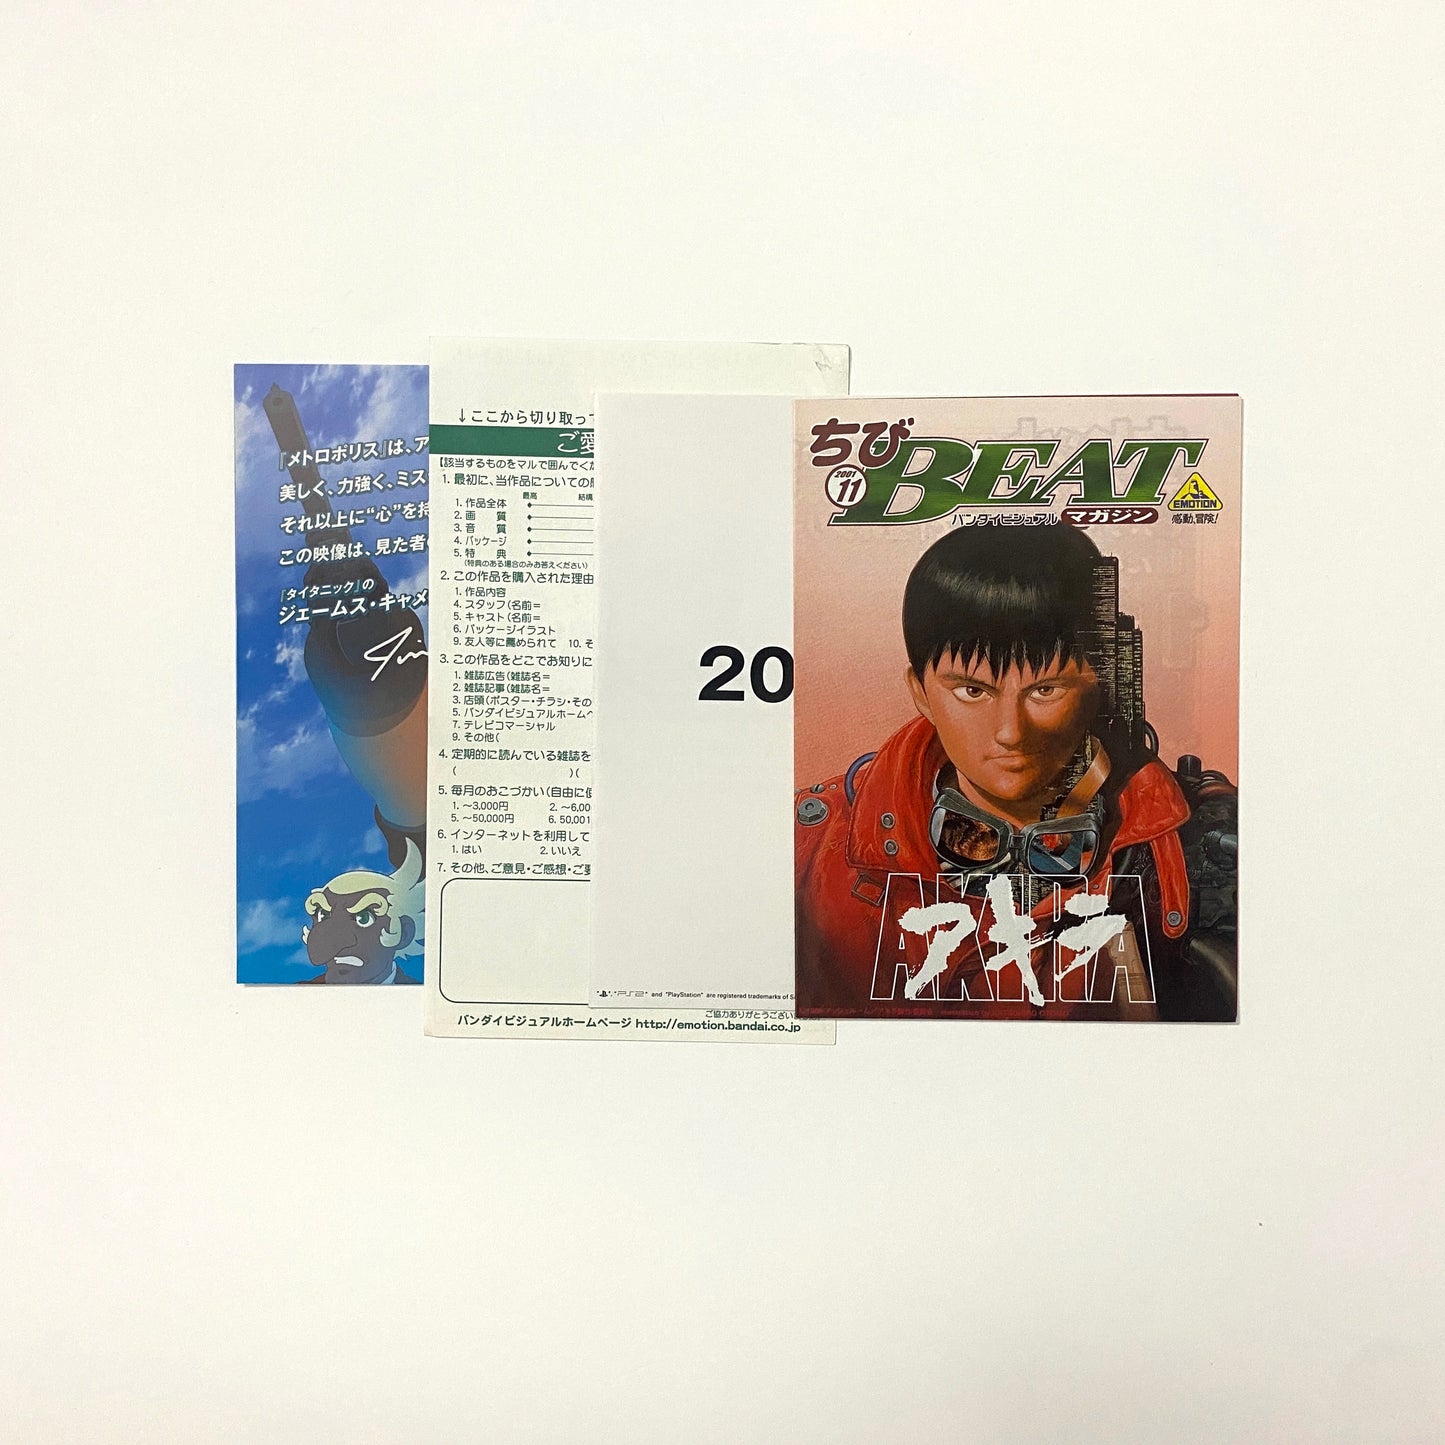 『メトロポリス』は、ア
美しく、力強く、ミス
それ以上に“心”を持
この映像は、見た者の
『タイタニック』の
ジェームス・キャメ
↓ここから切り取って
ご愛
【該当するものをマルで囲んでくだ
1. 最初に、当作品についての感
最高 結構
1. 作品全体
2. 画 質
3. 音 質
4. パッケージ
5. 特 典
(特典のある場合のみお答えください)
2. この作品を購入された理由
1. 作品内容
4. スタッフ(名前=
5. キャスト(名前=
6. パッケージイラスト
9. 友人等に薦められて 10. そ
3. この作品をどこでお知りに
1. 雑誌広告(雑誌名=
2. 雑誌記事(雑誌名=
3. 店頭(ポスター・チラシ・その
5. バンダイビジュアルホームペ
7. テレビコマーシャル
9. その他(
4. 定期的に読んでいる雑誌を
( )(
5. 毎月のおこづかい(自由に使
1. ～3,000円 2. ～6,00
5. ～50,000円 6. 50,001
6. インターネットを利用して
1. はい 2. いいえ
7. その他、ご意見・ご感想・ご要
ご協力ありがとうござい
バンダイビジュアルホームページ http://emotion.bandai.co.jp
20
and "PlayStation" are registered trademarks of S
ちび
BEAT
2001
11
バンダイビジュアル マガジン
EMOTION
感動、冒険!
AKIRA
アキラ